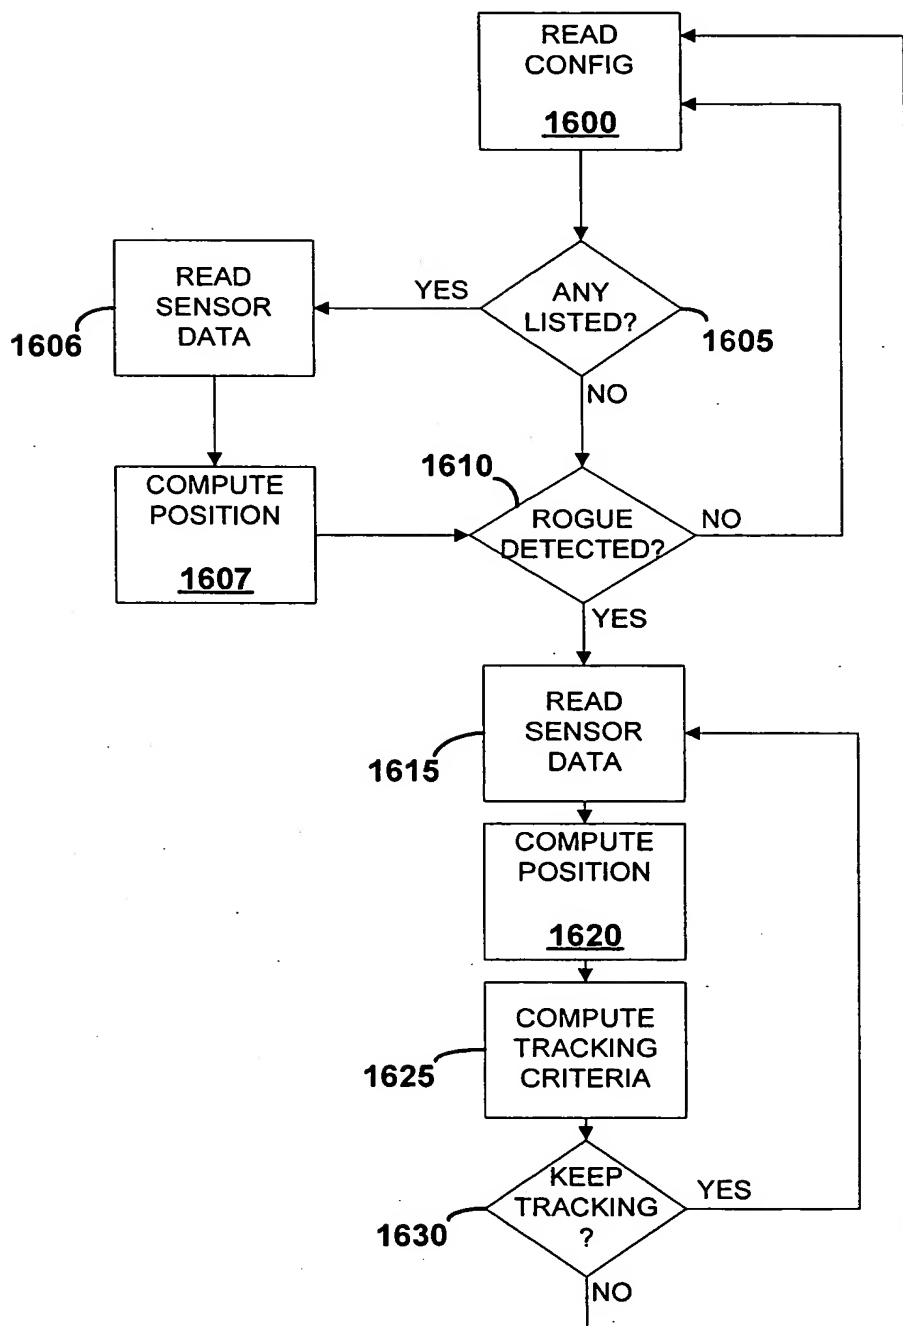 READ
CONFIG
1600
ANY
LISTED?
1605
YES
NO
READ
SENSOR
DATA
1606
COMPUTE
POSITION
1607
1610
ROGUE
DETECTED?
NO
YES
READ
SENSOR
DATA
1615
COMPUTE
POSITION
1620
COMPUTE
TRACKING
CRITERIA
1625
KEEP
TRACKING
?
1630
YES
NO